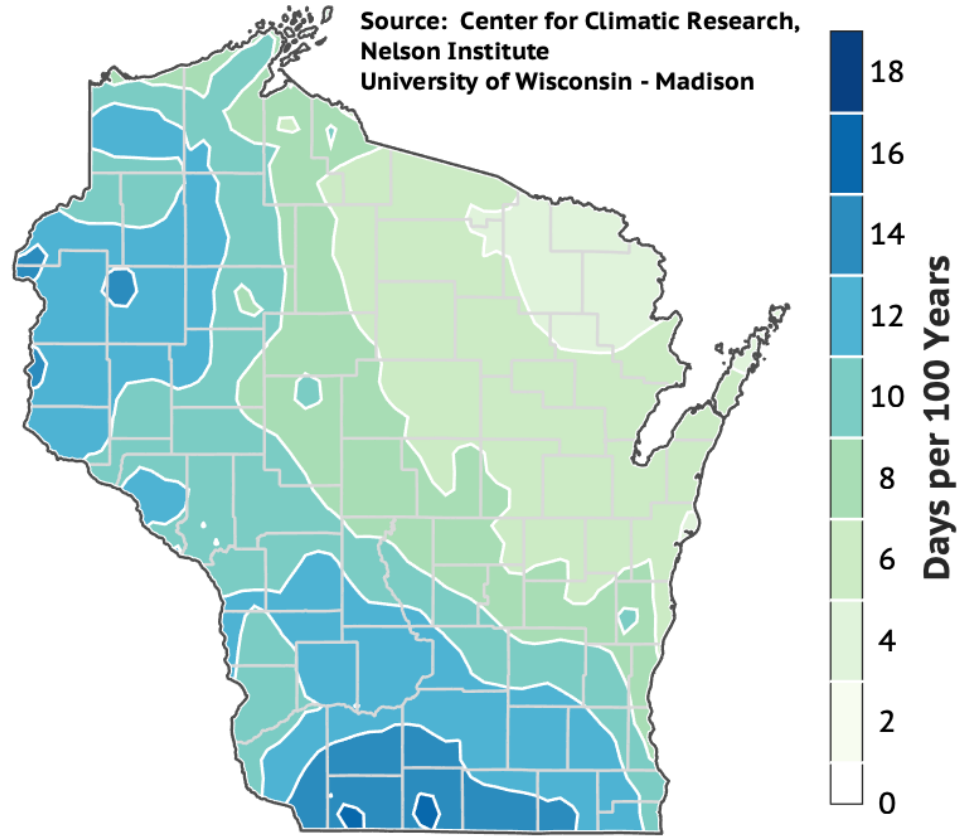 Source: Center for Climatic Research,
Nelson Institute
University of Wisconsin - Madison
18
16
14
12
10
8
6
4
2
0
Days per 100 Years